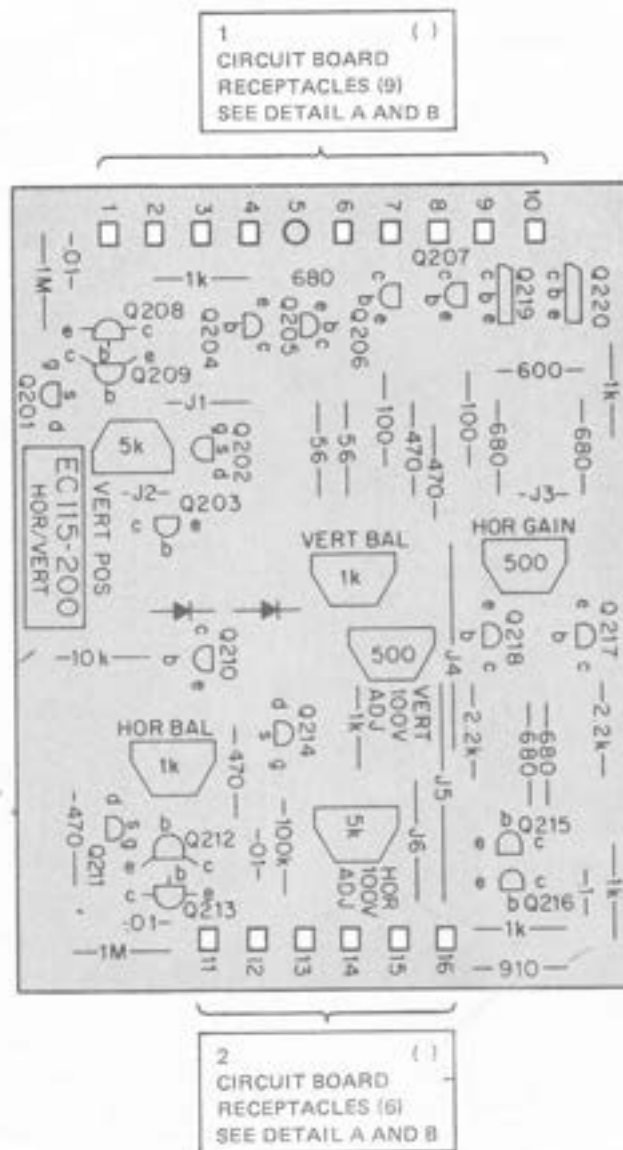 1 ( )
CIRCUIT BOARD
RECEPTACLES (9)
SEE DETAIL A AND B
1 2 3 4 5 6 7 8 9 10
-.01-
1M
1k
680
Q207
c b e
c b e
c b e
c b e
Q219
Q220
Q208
e c
b
Q204
e b c
Q205
e b c
Q206
c e
b
Q209
g s d
Q201
J1
600
1k
5k
Q202
g s d
56
56
100
470
470
100
680
680
EC115-200
HOR/VERT
VERT POS
J2
Q203
c e
b
J3
VERT BAL
1k
HOR GAIN
500
10k
c b e
Q210
500
VERT
100V
ADJ
J4
e b c
Q218
e b c
Q217
HOR BAL
1k
470
d s g
Q214
1k
2.2k
680
680
2.2k
470
d s g
Q211
b
Q212
e c
c e
b
Q213
.01
100k
5k
HOR
100V
ADJ
J6
J5
b
Q215
e c
e c
b Q216
.1
1k
.01
1M
1k
910
11 12 13 14 15 16
2 ( )
CIRCUIT BOARD
RECEPTACLES (6)
SEE DETAIL A AND B